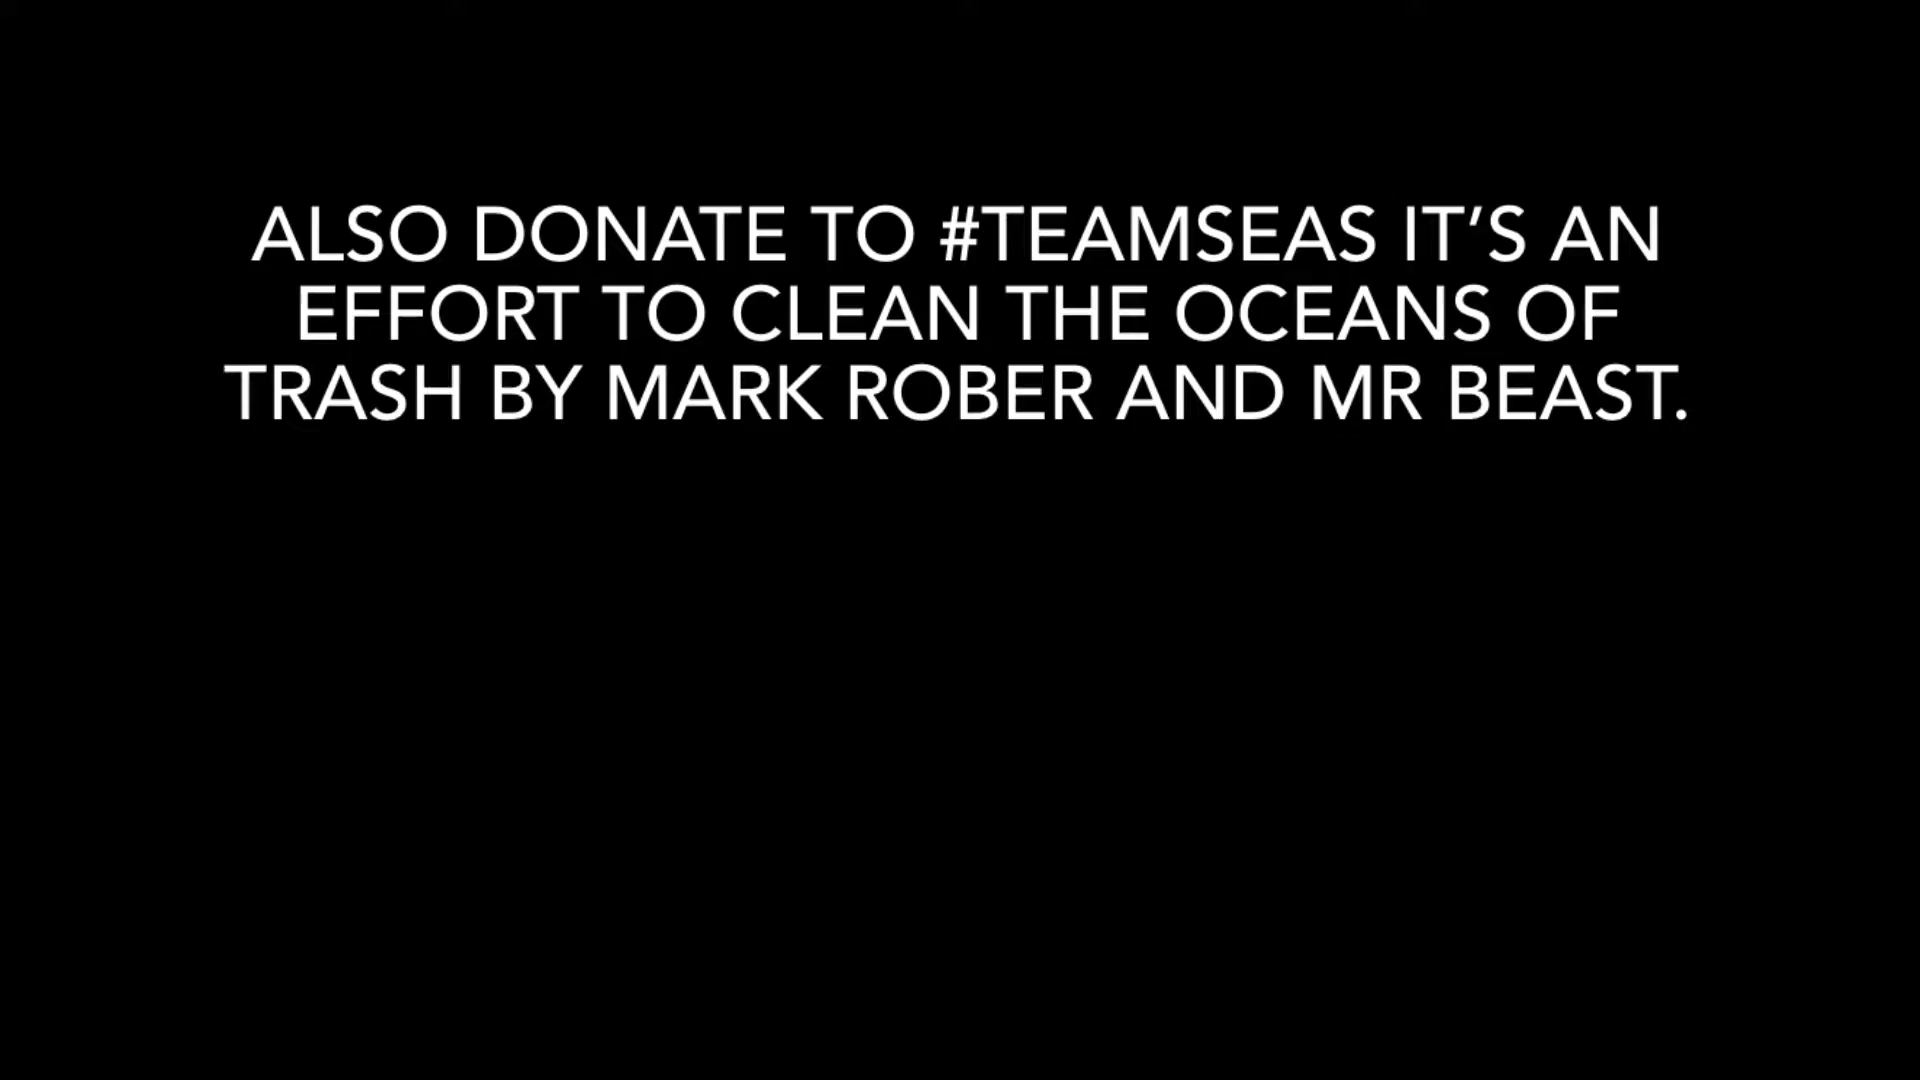 ALSO DONATE TO #TEAMSEAS IT’S AN
EFFORT TO CLEAN THE OCEANS OF
TRASH BY MARK ROBER AND MR BEAST.